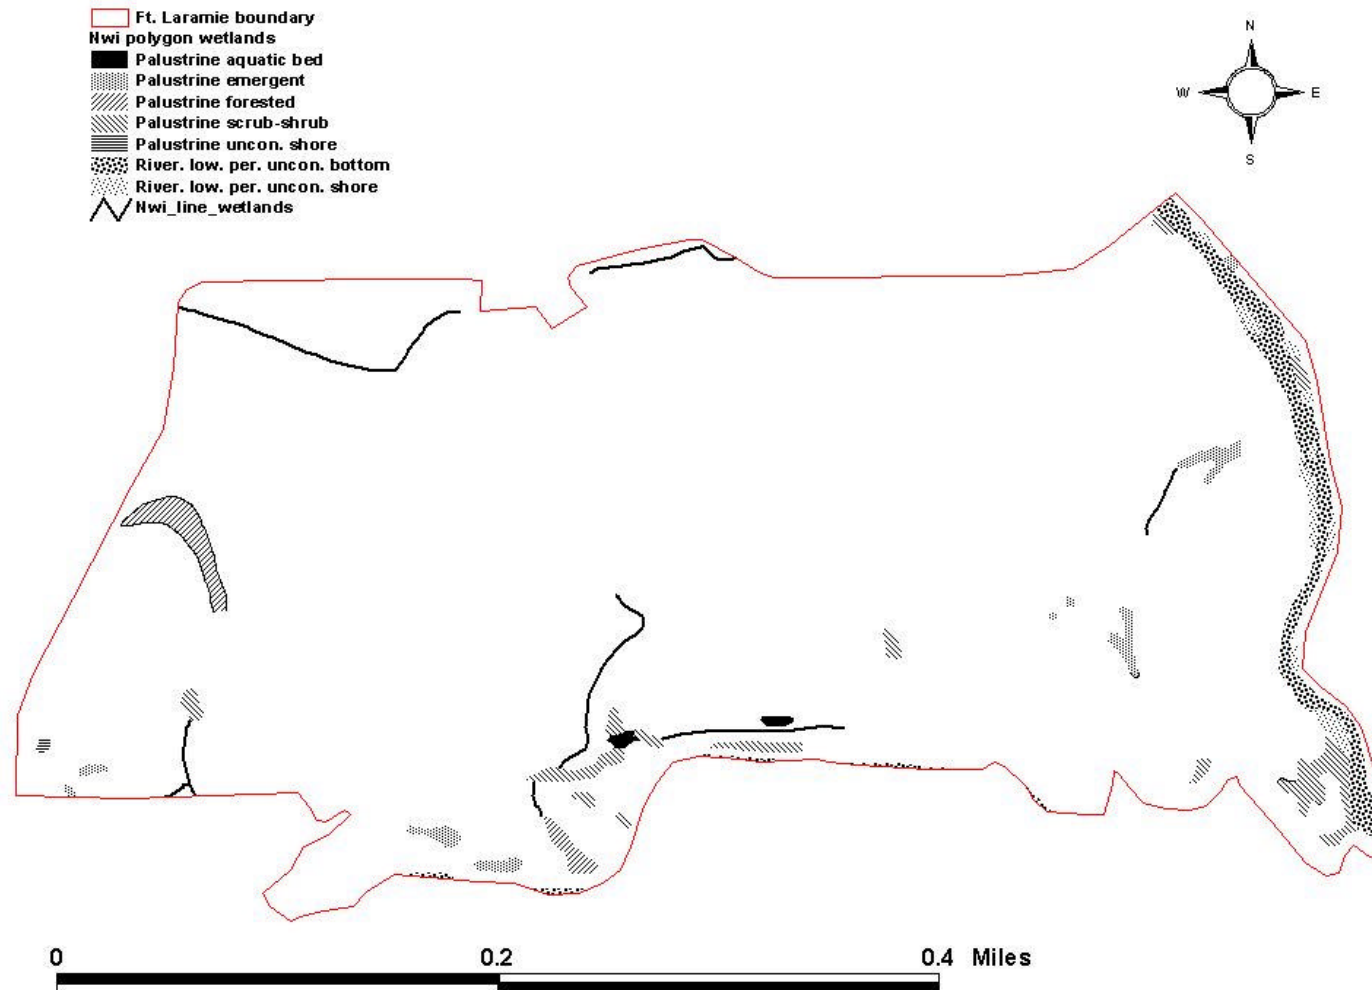 Ft. Laramie boundary
Nwi polygon wetlands
Palustrine aquatic bed
Palustrine emergent
Palustrine forested
Palustrine scrub-shrub
Palustrine uncon. shore
River. low. per. uncon. bottom
River. low. per. uncon. shore
Nwi_line_wetlands
N
W E
S
0 0.2 0.4 Miles